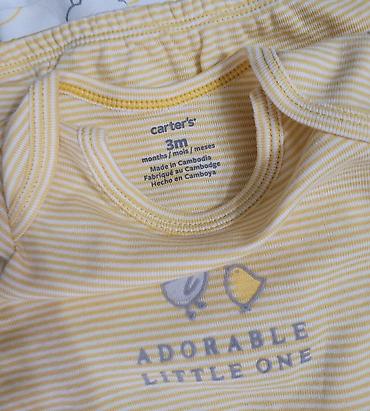 carter's
3m
months / mois / meses
Made in Cambodia
Fabriqué au Cambodge
Hecho en Camboya
ADORABLE
LITTLE ONE